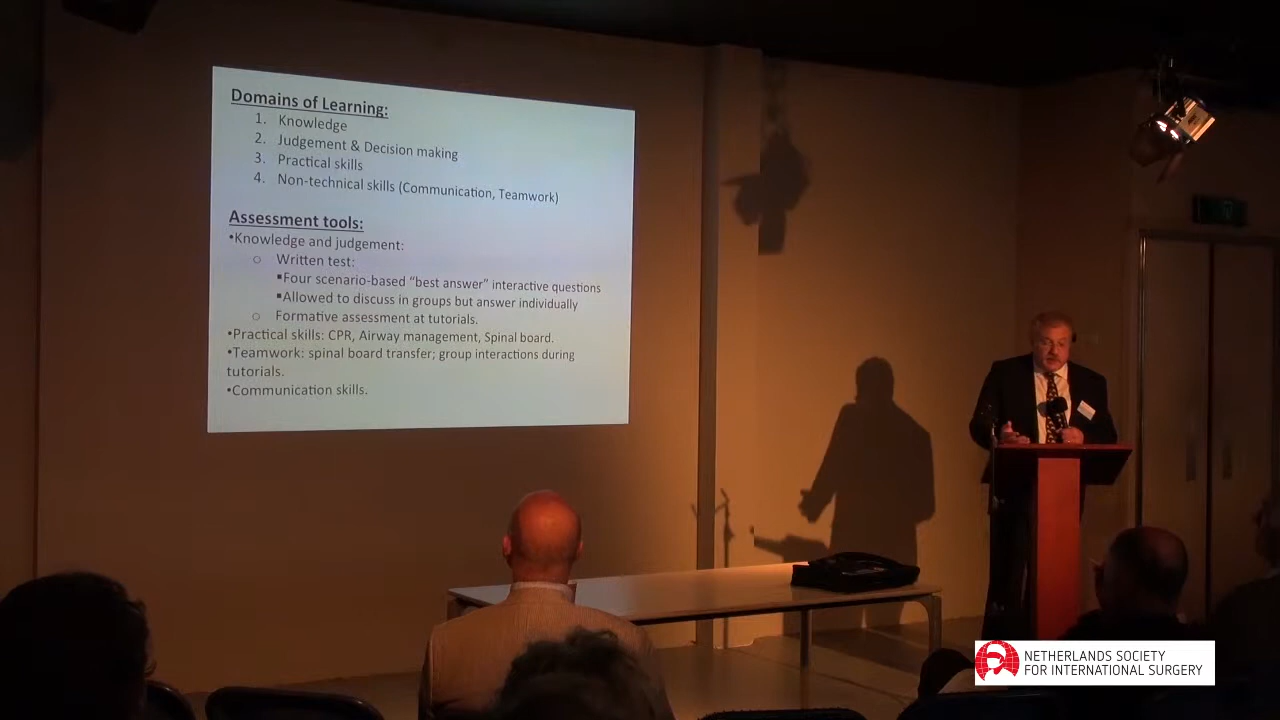 Domains of Learning:
1. Knowledge
2. Judgement & Decision making
3. Practical skills
4. Non-technical skills (Communication, Teamwork)
Assessment tools:
•Knowledge and judgement:
o Written test:
▪Four scenario-based “best answer” interactive questions
▪Allowed to discuss in groups but answer individually
o Formative assessment at tutorials.
•Practical skills: CPR, Airway management, Spinal board.
•Teamwork: spinal board transfer; group interactions during
tutorials.
•Communication skills.
NETHERLANDS SOCIETY
FOR INTERNATIONAL SURGERY